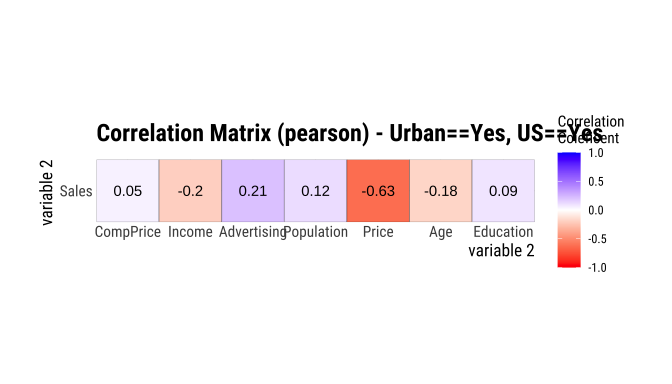 Correlation Matrix (pearson) - Urban==Yes, US==Yes
Correlation
variable 2
Sales
0.05 -0.2 0.21 0.12 -0.63 -0.18 0.09
CompPrice Income Advertising Population Price Age Education
variable 2
1.0
0.5
0.0
-0.5
-1.0